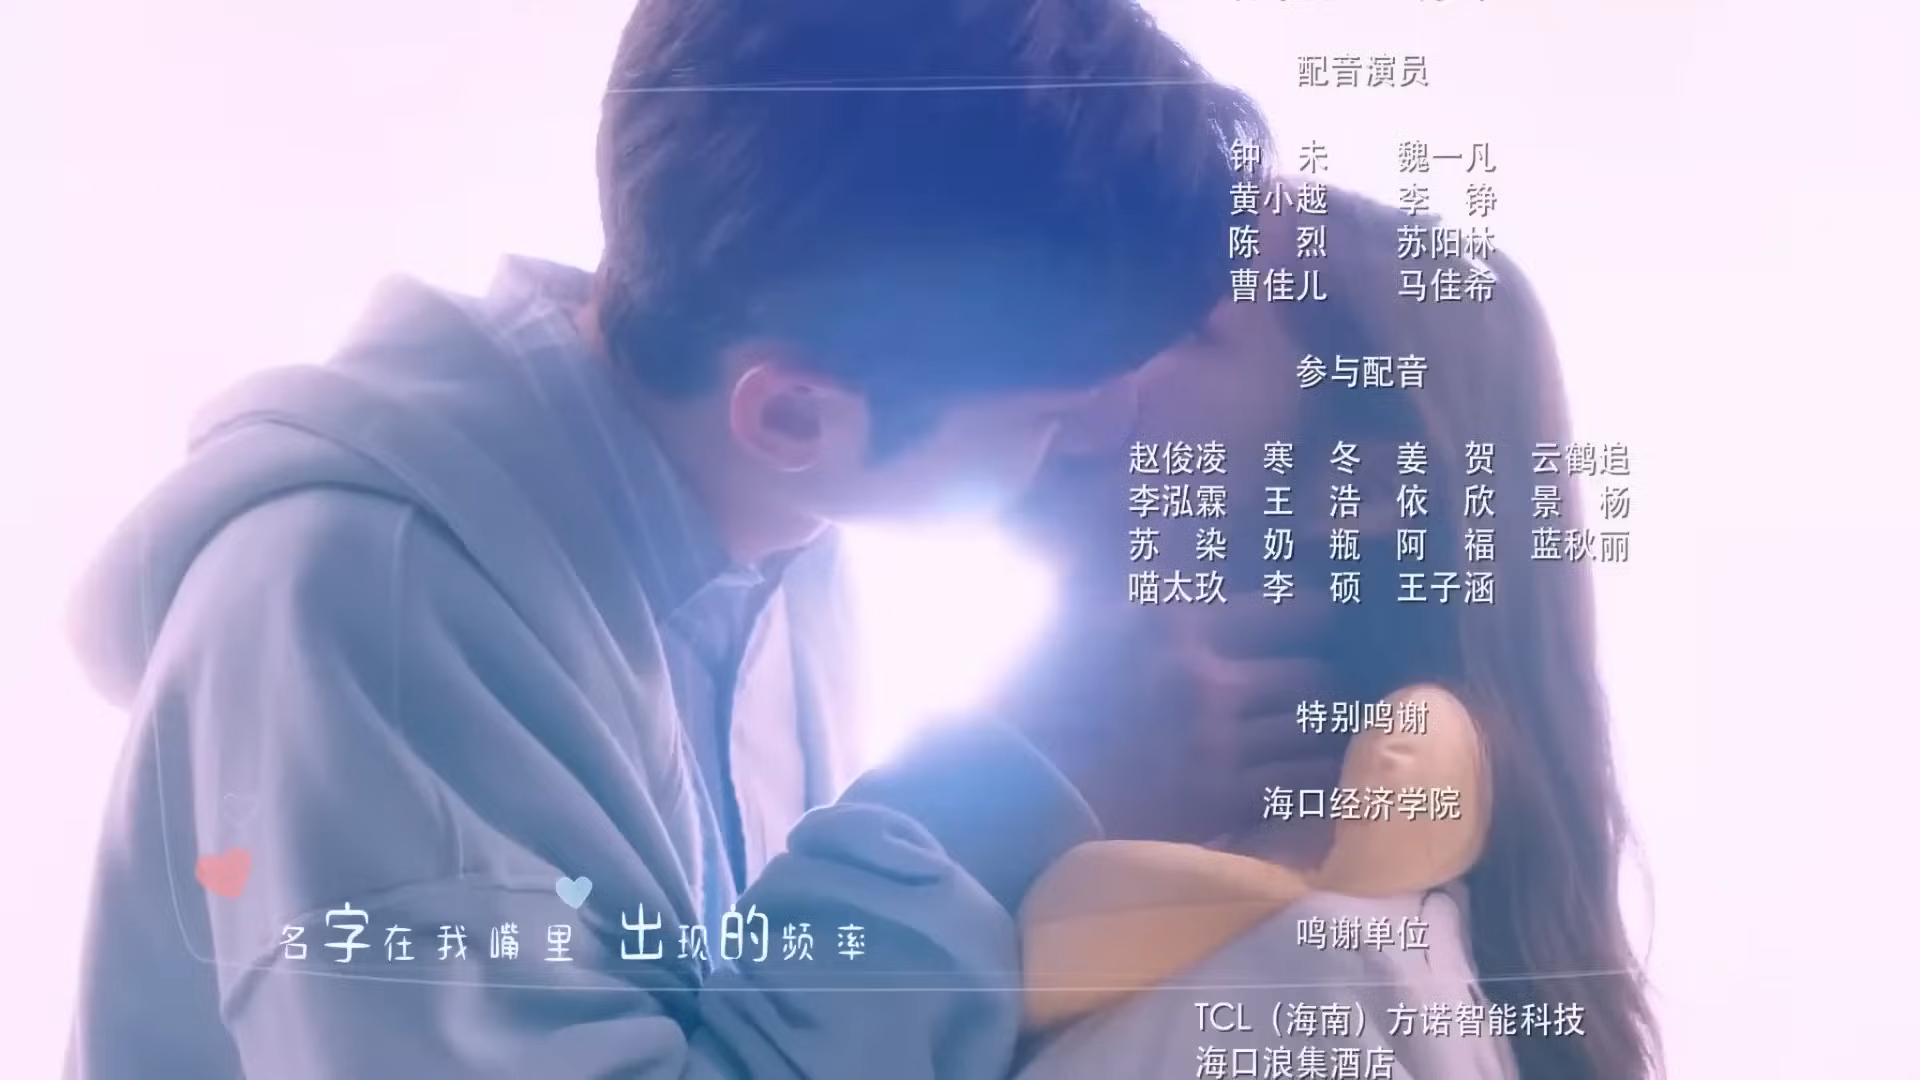 配音演员
钟 未 魏一凡
黄小越 李 铮
陈 烈 苏阳林
曹佳儿 马佳希
参与配音
赵俊凌 寒 冬 姜 贺 云鹤追
李泓霖 王 浩 依 欣 景 杨
苏 染 奶 瓶 阿 福 蓝秋丽
喵太玖 李 硕 王子涵
特别鸣谢
海口经济学院
鸣谢单位
名字在我嘴里 出现的频率
TCL（海南）方诺智能科技
海口浪集酒店